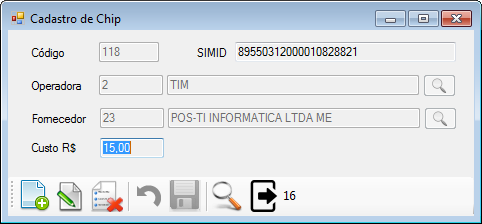 Cadastro de Chip
Código 118 SIMID 89550312000010828821
Operadora 2 TIM
Fornecedor 23 POS-TI INFORMATICA LTDA ME
Custo R$ 15,00
16